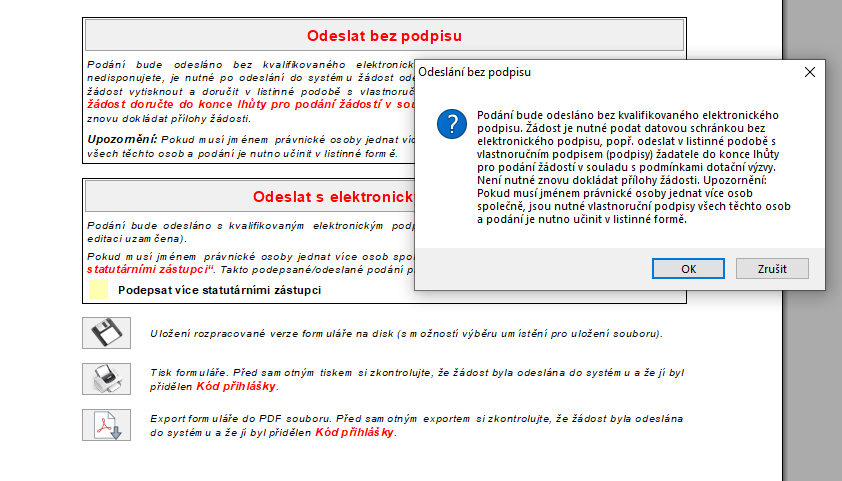 Odeslat bez podpisu
Podání bude odesláno bez kvalifikovaného elektronick
nedisponujete, je nutné po odeslání do systému žádost ode
žádost vytisknout a doručit v listinné podobě s vlastnoruč
žádost doručte do konce lhůty pro podání žádostí v sou
znovu dokládat přílohy žádosti.
Upozornění: Pokud musí jménem právnické osoby jednat víc
všech těchto osob a podání je nutno učinit v listinné formě.
Odeslat s elektronick
Podání bude odesláno s kvalifikovaným elektronickým podp
editaci uzamčena).
Pokud musí jménem právnické osoby jednat více osob spol
statutárními zástupci“. Takto podepsané/odeslané podání p
Podepsat více statutárními zástupci
Uložení rozpracované verze formuláře na disk (s možností výběru umístění pro uložení souboru).
Tisk formuláře. Před samotným tiskem si zkontrolujte, že žádost byla odeslána do systému a že jí byl
přidělen Kód přihlášky.
Export formuláře do PDF souboru. Před samotným exportem si zkontrolujte, že žádost byla odeslána
do systému a že jí byl přidělen Kód přihlášky.
Odeslání bez podpisu
Podání bude odesláno bez kvalifikovaného elektronického
podpisu. Žádost je nutné podat datovou schránkou bez
elektronického podpisu, popř. odeslat v listinné podobě s
vlastnoručním podpisem (podpisy) žadatele do konce lhůty
pro podání žádostí v souladu s podmínkami dotační výzvy.
Není nutné znovu dokládat přílohy žádosti. Upozornění:
Pokud musí jménem právnické osoby jednat více osob
společně, jsou nutné vlastnoruční podpisy všech těchto osob
a podání je nutno učinit v listinné formě.
OK
Zrušit